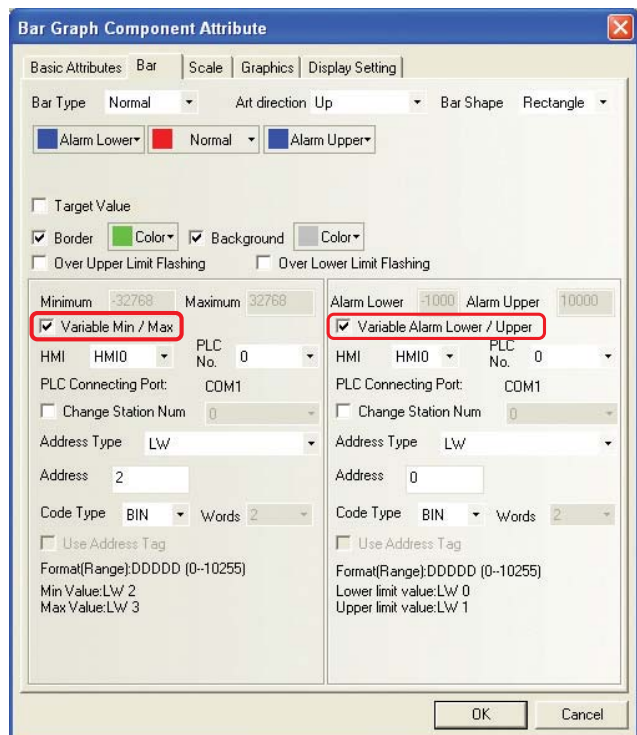 Bar Graph Component Attribute
Basic Attributes Bar Scale Graphics Display Setting
Bar Type Normal Art direction Up Bar Shape Rectangle
Alarm Lower Normal Alarm Upper
Target Value
Border Color Background Color
Over Upper Limit Flashing Over Lower Limit Flashing
Minimum -32768 Maximum 32768
Variable Min / Max
HMI HMI0 PLC No. 0
PLC Connecting Port: COM1
Change Station Num 0
Address Type LW
Address 2
Code Type BIN Words 2
Use Address Tag
Format(Range):DDDDD (0--10255)
Min Value:LW 2
Max Value:LW 3
Alarm Lower -1000 Alarm Upper 10000
Variable Alarm Lower / Upper
HMI HMI0 PLC No. 0
PLC Connecting Port: COM1
Change Station Num 0
Address Type LW
Address 0
Code Type BIN Words 2
Use Address Tag
Format(Range):DDDDD (0--10255)
Lower limit value:LW 0
Upper limit value:LW 1
OK Cancel